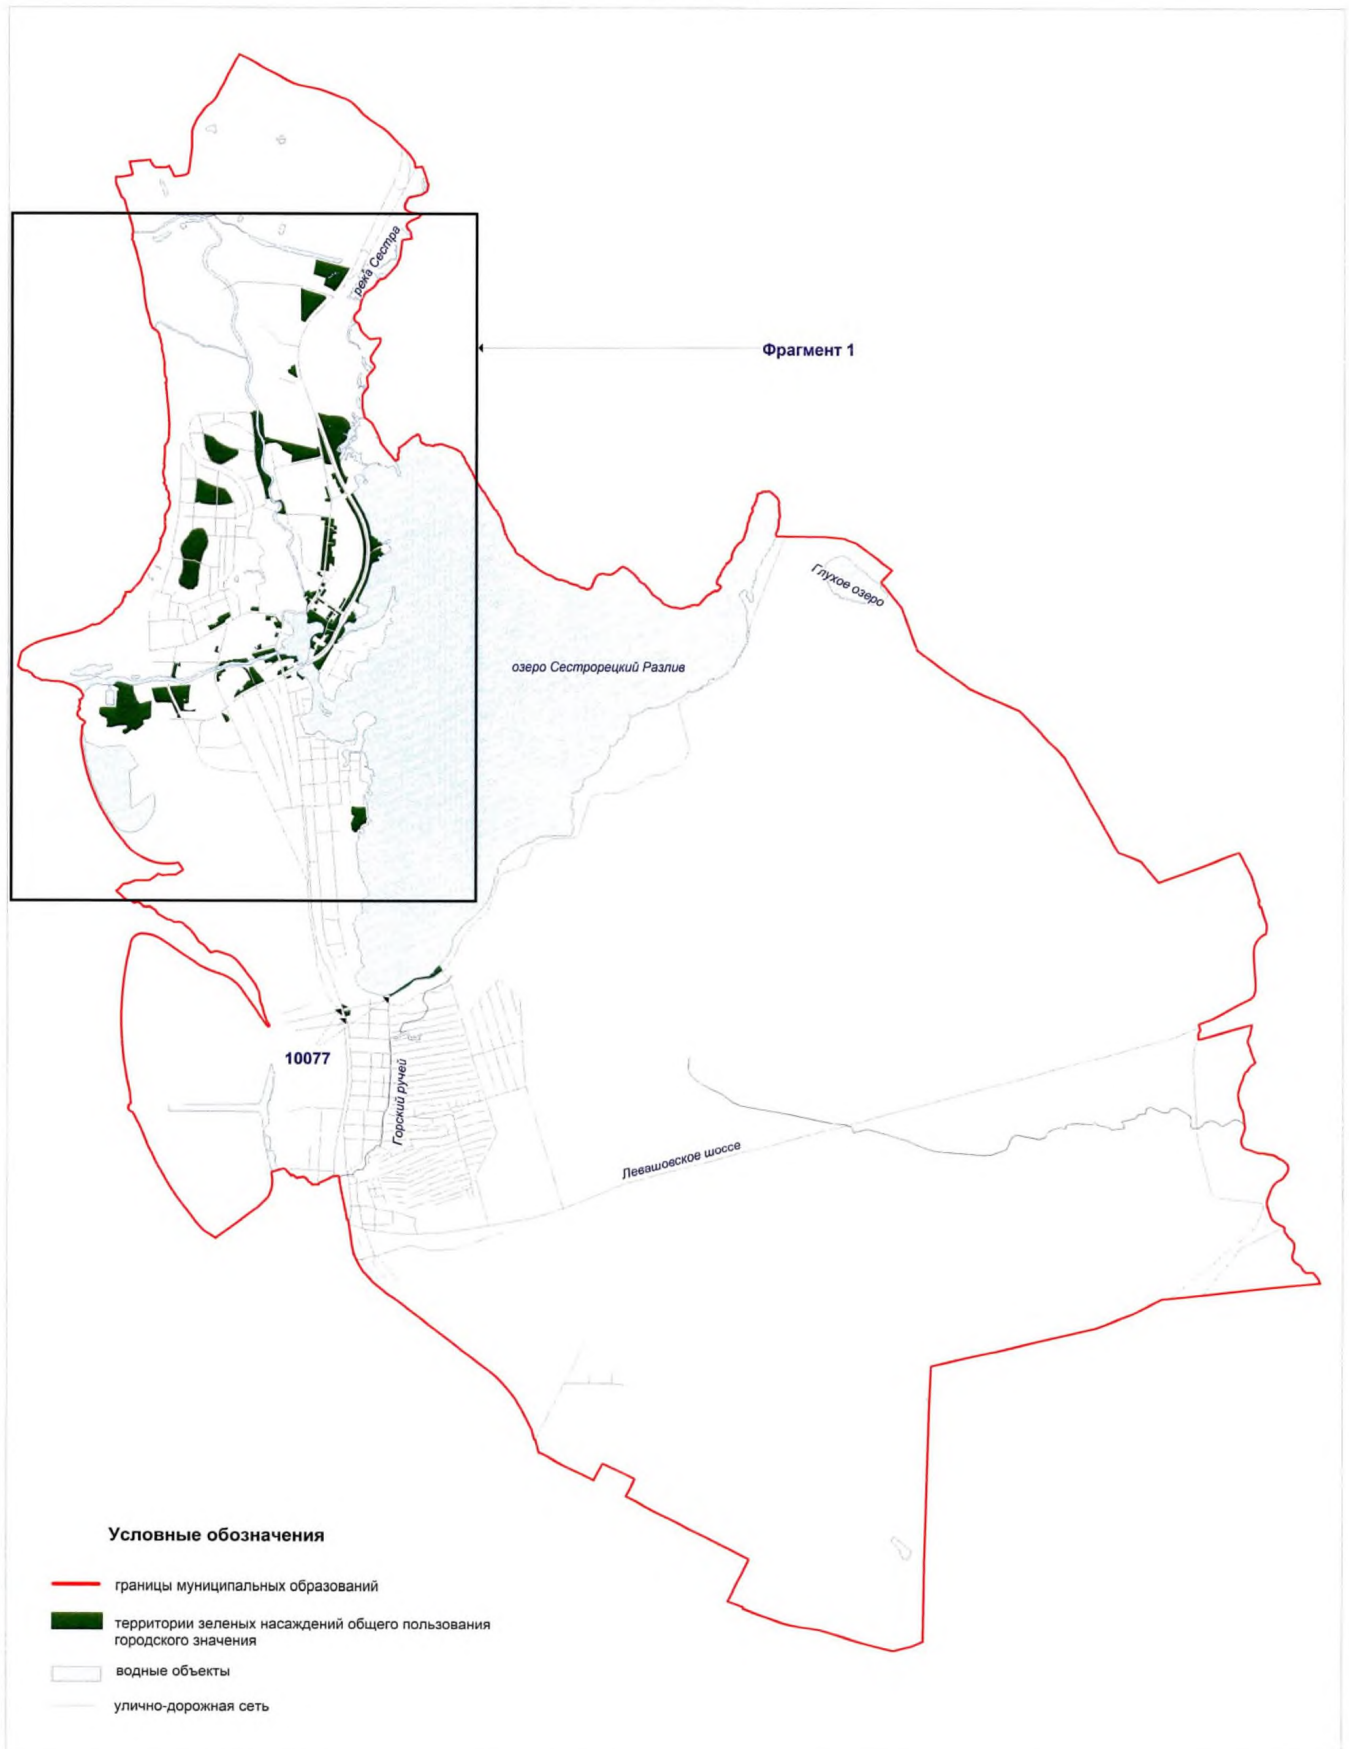 река Сестра
Фрагмент 1
Глухое озеро
озеро Сестрорецкий Разлив
10077
Горский ручей
Левашовское шоссе
Условные обозначения
границы муниципальных образований
территории зеленых насаждений общего пользования
городского значения
водные объекты
улично-дорожная сеть